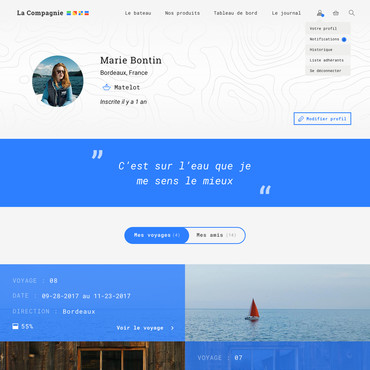 La Compagnie
Le bateau Nos produits Tableau de bord Le journal
Votre profil
Notifications
Historique
Liste adhérents
Se déconnecter
Marie Bontin
Bordeaux, France
Matelot
Inscrite il y a 1 an
Modifier profil
”
C’est sur l’eau que je
me sens le mieux
“
Mes voyages (4) Mes amis
VOYAGE : 08
DATE : 09-28-2017 au 11-23-2017
DIRECTION : Bordeaux
55% Voir le voyage >
VOYAGE : 07